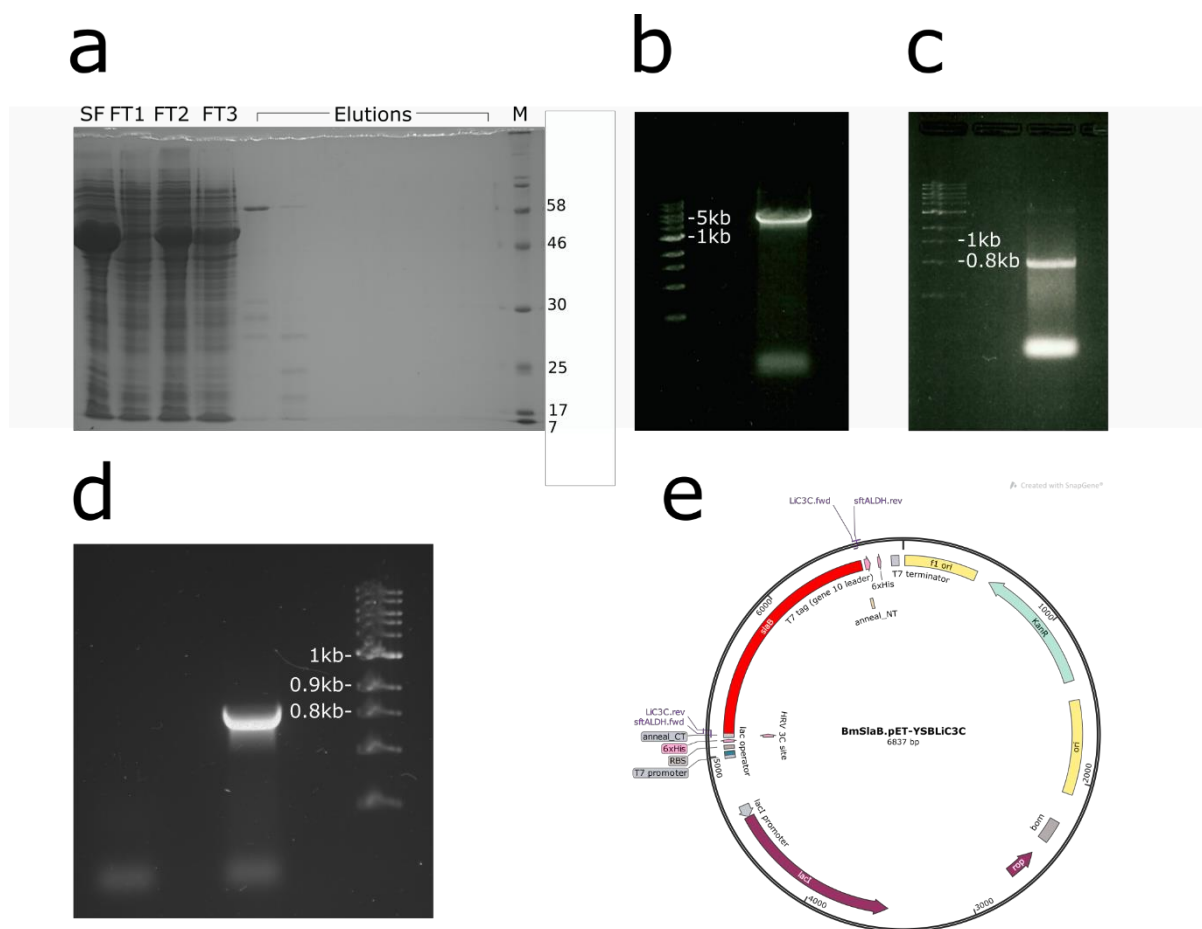 a
b
c
SF FT1 FT2 FT3 Elutions M
58
46
30
25
17
7
-5kb
-1kb
-1kb
-0.8kb
d
e
1kb-
0.9kb-
0.8kb-
Created with SnapGene®
LiC3C.fwd sftALDH.rev
T7 terminator
f1 ori
6xHis
T7 tag (gene 10 leader)
anneal_NT
slaB
6000
1000
KanR
LiC3C.rev
sftALDH.fwd
anneal_CT
6xHis
RBS
T7 promoter
5000
lac operator
HRV 3C site
BmSlaB.pET-YSBLiC3C
6837 bp
ori
2000
bom
rop
lacI promoter
lacI
4000
3000